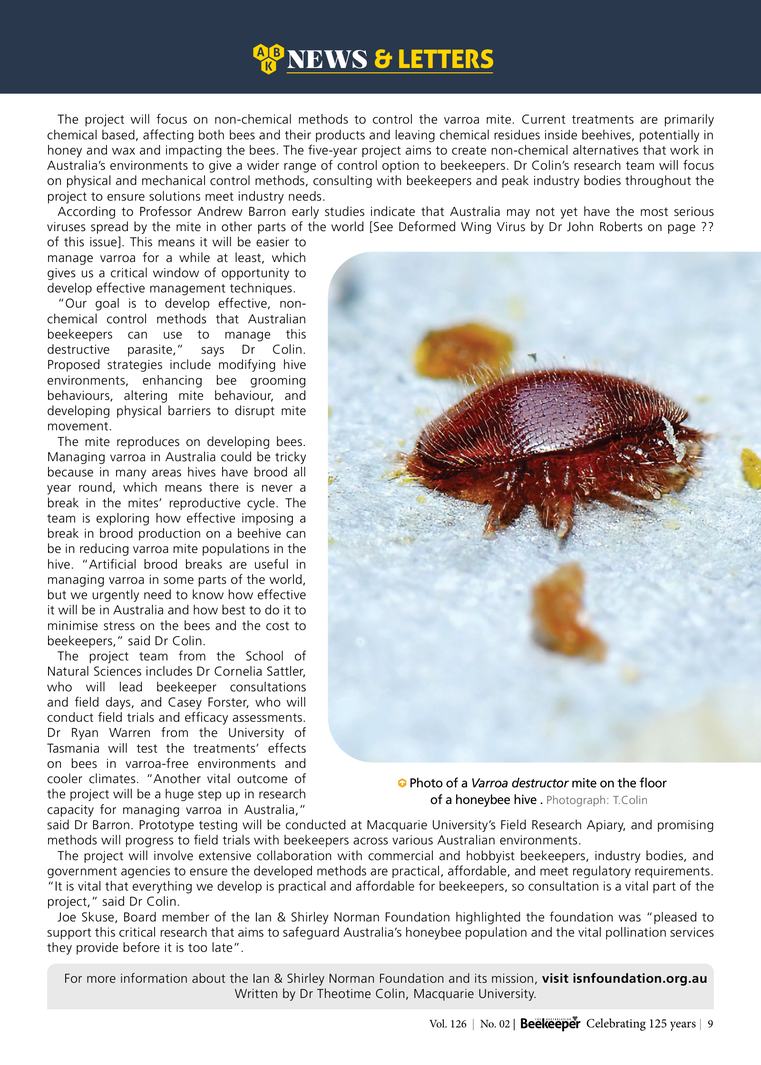 A B K NEWS & LETTERS
The project will focus on non-chemical methods to control the varroa mite. Current treatments are primarily
chemical based, affecting both bees and their products and leaving chemical residues inside beehives, potentially in
honey and wax and impacting the bees. The five-year project aims to create non-chemical alternatives that work in
Australia’s environments to give a wider range of control option to beekeepers. Dr Colin’s research team will focus
on physical and mechanical control methods, consulting with beekeepers and peak industry bodies throughout the
project to ensure solutions meet industry needs.
According to Professor Andrew Barron early studies indicate that Australia may not yet have the most serious
viruses spread by the mite in other parts of the world [See Deformed Wing Virus by Dr John Roberts on page ??
of this issue]. This means it will be easier to
manage varroa for a while at least, which
gives us a critical window of opportunity to
develop effective management techniques.
“Our goal is to develop effective, non-
chemical control methods that Australian
beekeepers can use to manage this
destructive parasite,” says Dr Colin.
Proposed strategies include modifying hive
environments, enhancing bee grooming
behaviours, altering mite behaviour, and
developing physical barriers to disrupt mite
movement.
The mite reproduces on developing bees.
Managing varroa in Australia could be tricky
because in many areas hives have brood all
year round, which means there is never a
break in the mites’ reproductive cycle. The
team is exploring how effective imposing a
break in brood production on a beehive can
be in reducing varroa mite populations in the
hive. “Artificial brood breaks are useful in
managing varroa in some parts of the world,
but we urgently need to know how effective
it will be in Australia and how best to do it to
minimise stress on the bees and the cost to
beekeepers,” said Dr Colin.
The project team from the School of
Natural Sciences includes Dr Cornelia Sattler,
who will lead beekeeper consultations
and field days, and Casey Forster, who will
conduct field trials and efficacy assessments.
Dr Ryan Warren from the University of
Tasmania will test the treatments’ effects
on bees in varroa-free environments and
cooler climates. “Another vital outcome of
the project will be a huge step up in research
capacity for managing varroa in Australia,”
said Dr Barron. Prototype testing will be conducted at Macquarie University’s Field Research Apiary, and promising
methods will progress to field trials with beekeepers across various Australian environments.
The project will involve extensive collaboration with commercial and hobbyist beekeepers, industry bodies, and
government agencies to ensure the developed methods are practical, affordable, and meet regulatory requirements.
“It is vital that everything we develop is practical and affordable for beekeepers, so consultation is a vital part of the
project,” said Dr Colin.
Joe Skuse, Board member of the Ian & Shirley Norman Foundation highlighted the foundation was “pleased to
support this critical research that aims to safeguard Australia’s honeybee population and the vital pollination services
they provide before it is too late”.
Photo of a Varroa destructor mite on the floor
of a honeybee hive . Photograph: T.Colin
For more information about the Ian & Shirley Norman Foundation and its mission, visit isnfoundation.org.au
Written by Dr Theotime Colin, Macquarie University.
Vol. 126 | No. 02 | Beekeeper Celebrating 125 years | 9